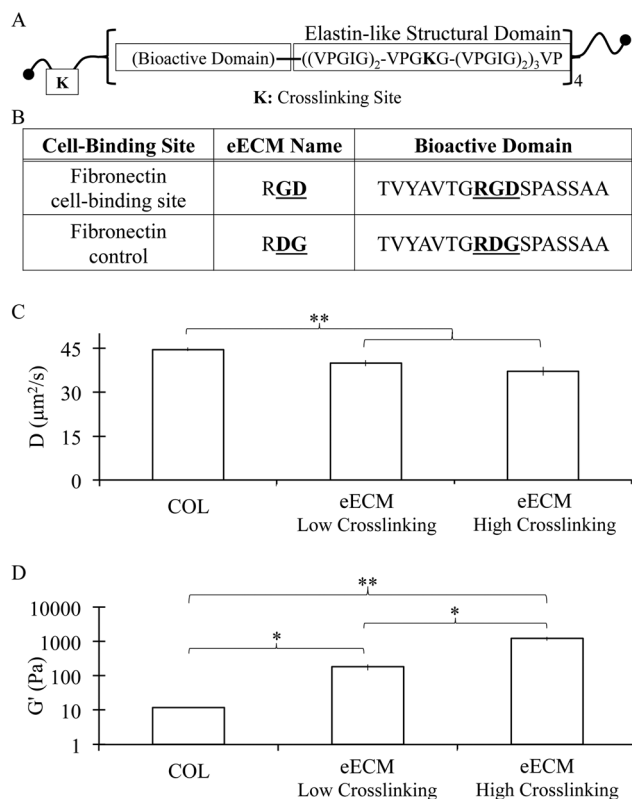 A
Elastin-like Structural Domain
K
(Bioactive Domain) ((VPGIG)2-VPGKG-(VPGIG)2)3VP
4
K: Crosslinking Site
B
Cell-Binding Site eECM Name Bioactive Domain
Fibronectin
cell-binding site RGD TVYAVTGRGDSPASSAA
Fibronectin
control RDG TVYAVTGRDGSPASSAA
C
**
D (µm²/s)
45
30
15
0
COL eECM eECM
Low Crosslinking High Crosslinking
D
**
* *
G' (Pa)
10000
1000
100
10
1
COL eECM eECM
Low Crosslinking High Crosslinking